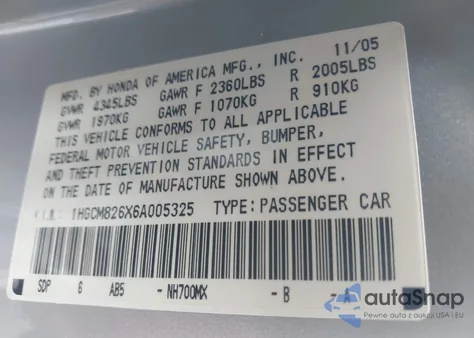 MFD. BY HONDA OF AMERICA MFG., INC. 11/05
GVWR 4345LBS GAWR F 2360LBS R 2005LBS
GVWR 1970KG GAWR F 1070KG R 910KG
THIS VEHICLE CONFORMS TO ALL APPLICABLE
FEDERAL MOTOR VEHICLE SAFETY, BUMPER,
AND THEFT PREVENTION STANDARDS IN EFFECT
ON THE DATE OF MANUFACTURE SHOWN ABOVE.
V.I.N.: 1HGCM826X6A005325 TYPE:PASSENGER CAR
SDP 6 AB5 -NH700MX -B -A
autoSnap
Pewne auta z aukcji USA i EU